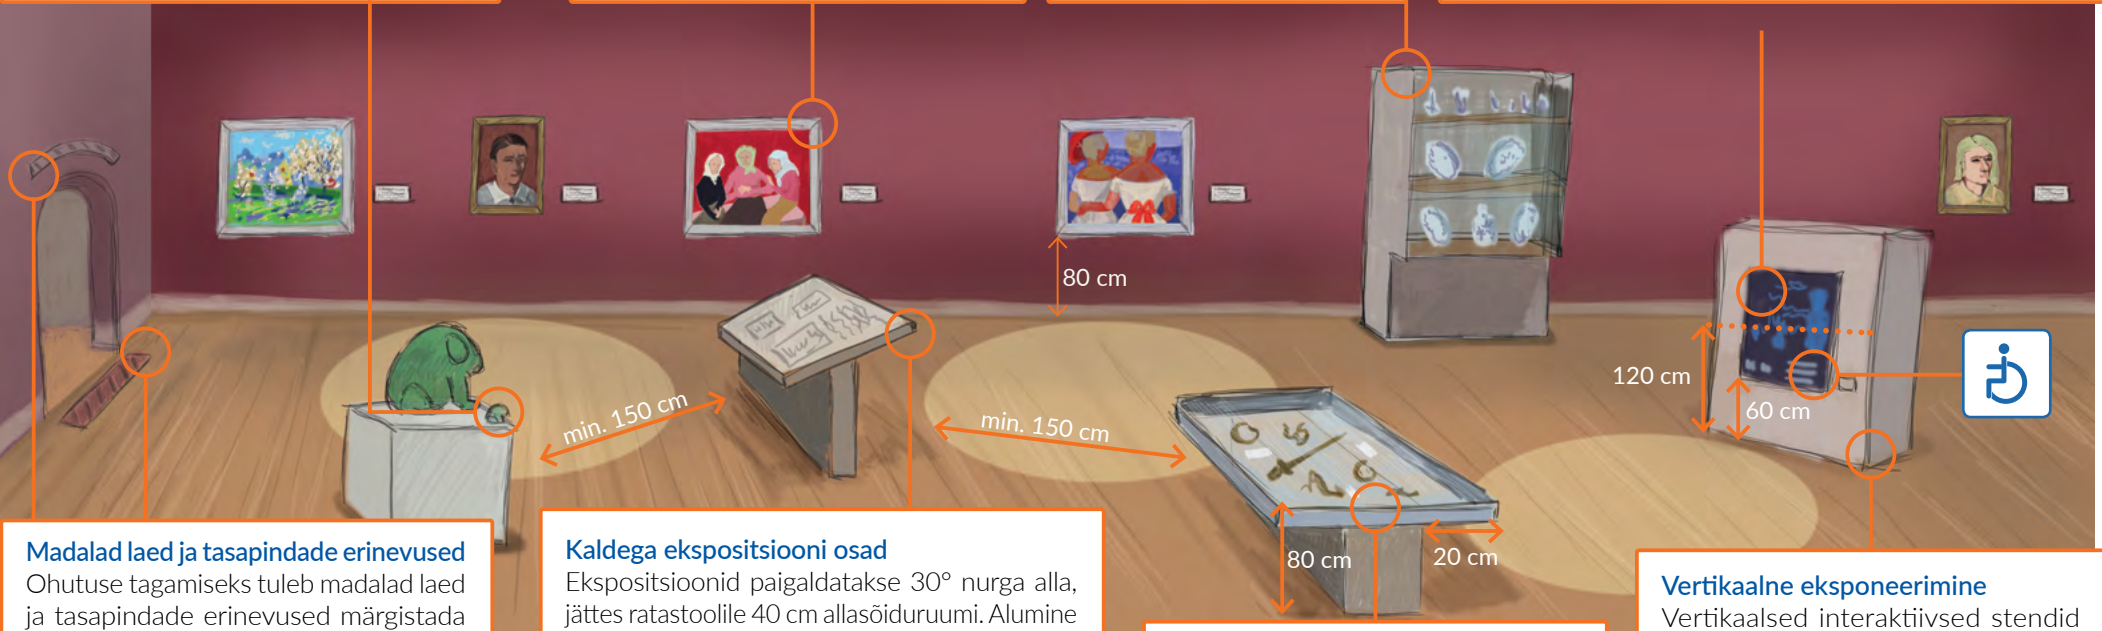 80 cm
min. 150 cm
min. 150 cm
120 cm
60 cm
80 cm
20 cm
Madalad laed ja tasapindade erinevused
Ohutuse tagamiseks tuleb madalad laed
ja tasapindade erinevused märgistada
Kaldega ekspositsiooni osad
Ekspositsioonid paigaldatakse 30° nurga alla,
jättes ratastoolile 40 cm allasõiduruumi. Alumine
Vertikaalne eksponeerimine
Vertikaalsed interaktiivsed stendid